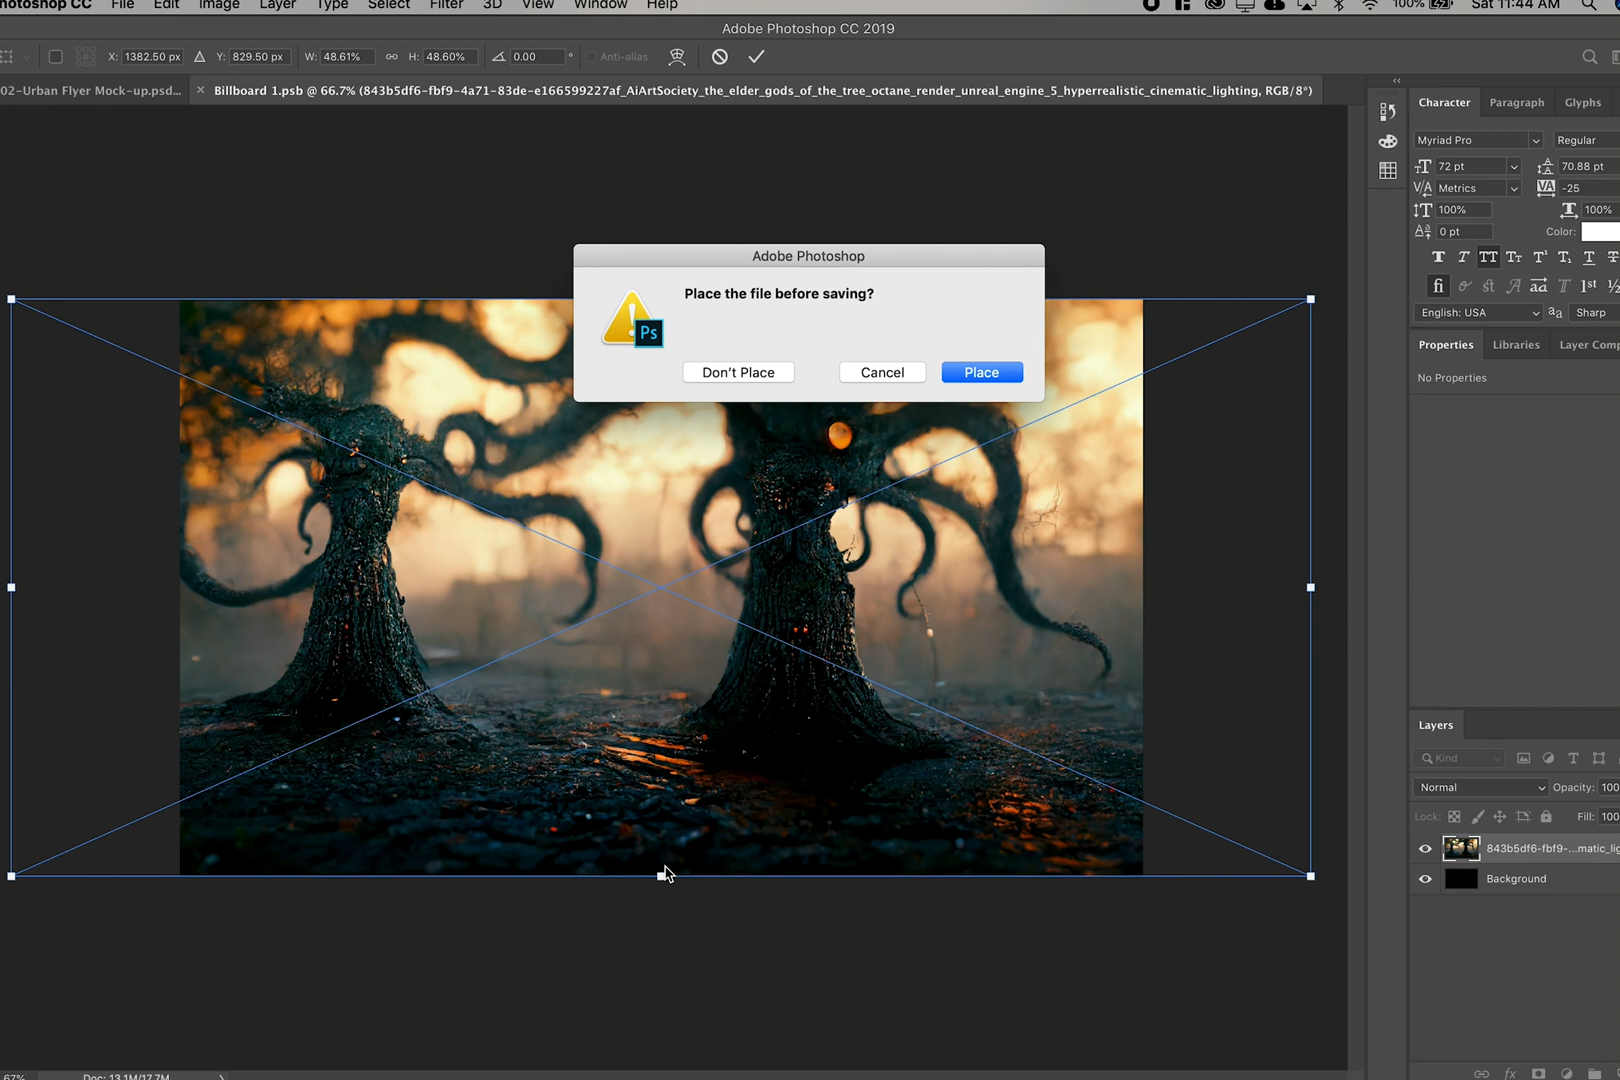 Photoshop CC File Edit Image Layer Type Select Filter 3D View Window Help 100% Sat 11:44 AM
Adobe Photoshop CC 2019
X: 1382.50 px Y: 829.50 px W: 48.61% H: 48.60% 0.00 ° Anti-alias
02-Urban Flyer Mock-up.psd... × Billboard 1.psb @ 66.7% (843b5df6-fbf9-4a71-83de-e166599227af_AiArtSociety_the_elder_gods_of_the_tree_octane_render_unreal_engine_5_hyperrealistic_cinematic_lighting, RGB/8*)
Character Paragraph Glyphs
Myriad Pro Regular
72 pt 70.88 pt
Metrics -25
100% 100%
0 pt Color:
English: USA Sharp
Properties Libraries Layer Comp
No Properties
Adobe Photoshop
Place the file before saving?
Ps
Don't Place Cancel Place
Layers
Kind
Normal Opacity: 100
Lock: Fill: 100
843b5df6-fbf9-...matic_lig
Background
67% Doc: 13.1M/17.7M